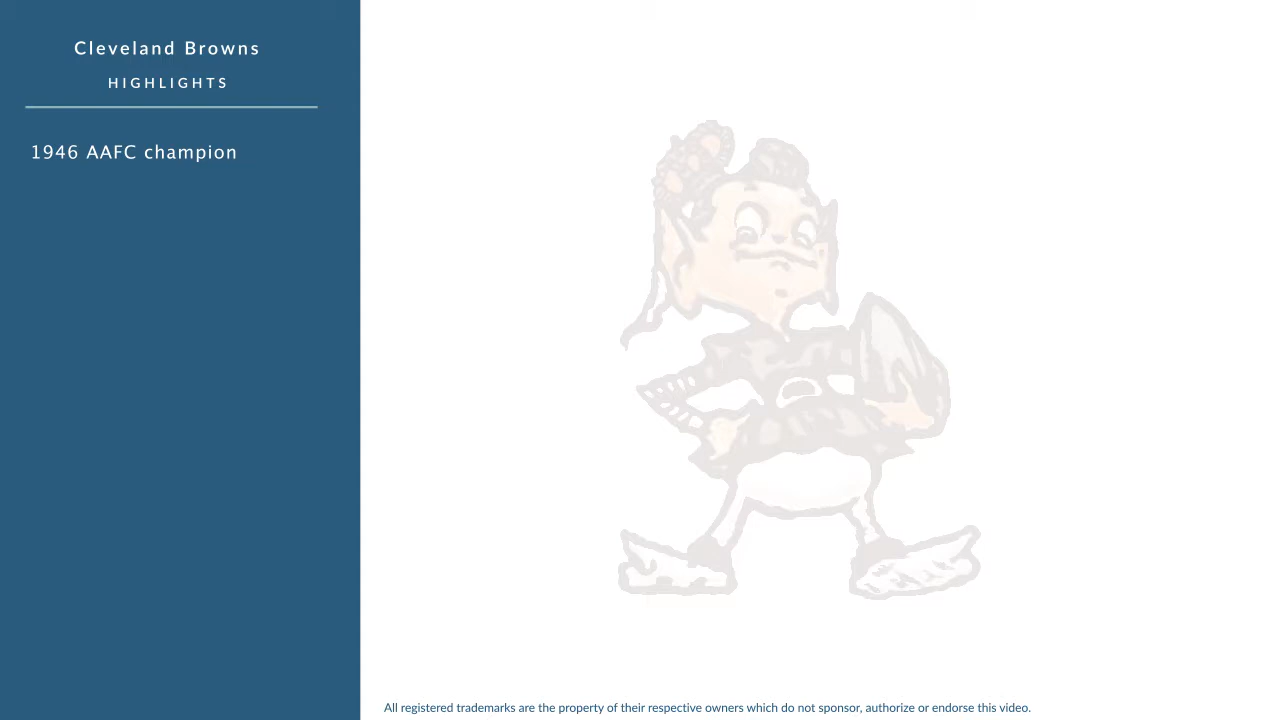 Cleveland Browns
HIGHLIGHTS
1946 AAFC champion
All registered trademarks are the property of their respective owners which do not sponsor, authorize or endorse this video.